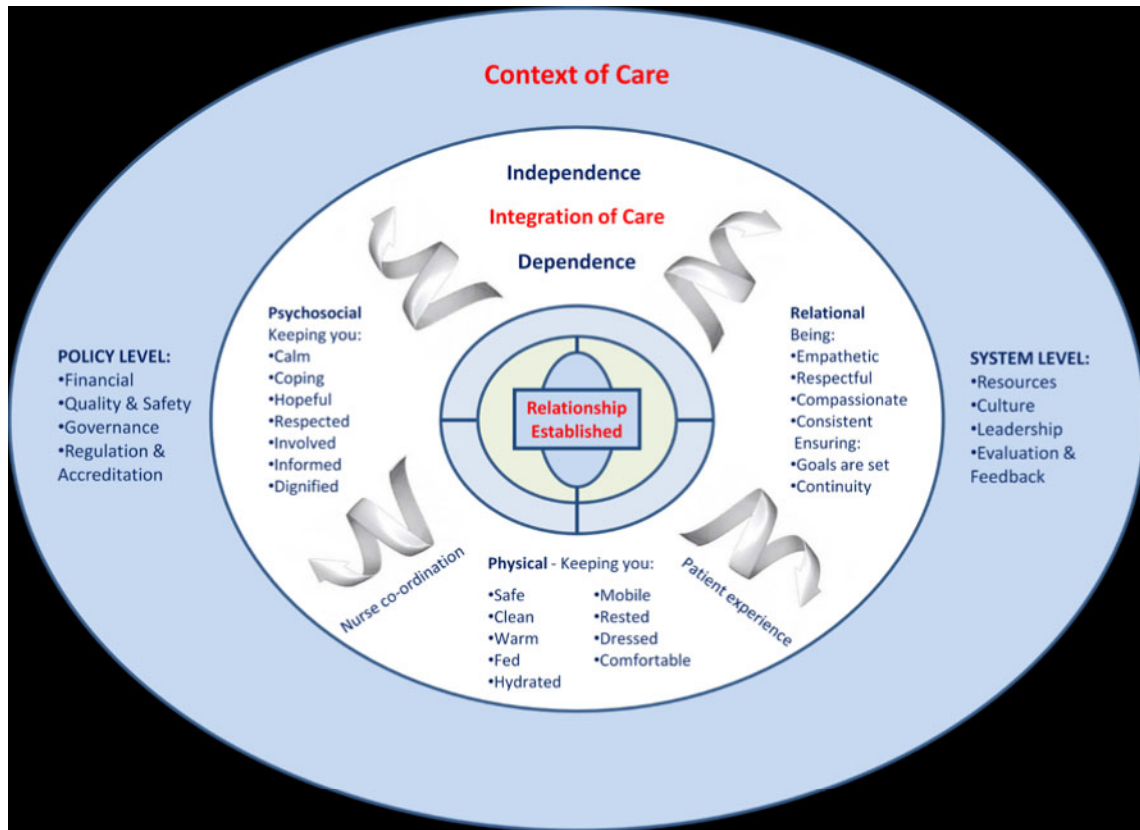 Context of Care
Independence
Integration of Care
Dependence
Psychosocial
Keeping you:
•Calm
•Coping
•Hopeful
•Respected
•Involved
•Informed
•Dignified
Relational
Being:
•Empathetic
•Respectful
•Compassionate
•Consistent
Ensuring:
•Goals are set
•Continuity
POLICY LEVEL:
•Financial
•Quality & Safety
•Governance
•Regulation &
Accreditation
Relationship
Established
SYSTEM LEVEL:
•Resources
•Culture
•Leadership
•Evaluation &
Feedback
Nurse co-ordination
Physical - Keeping you:
•Safe
•Clean
•Warm
•Fed
•Hydrated
•Mobile
•Rested
•Dressed
•Comfortable
Patient experience